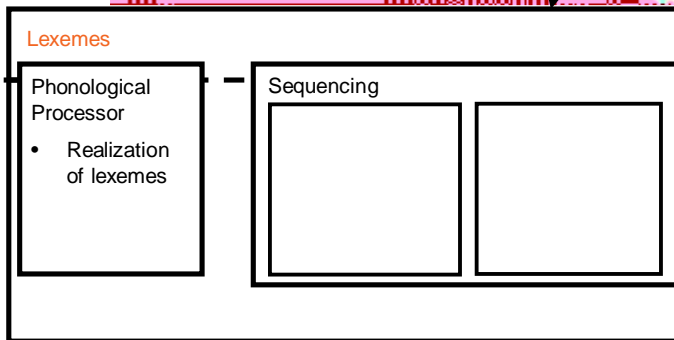 Lexemes
Phonological
Processor
• Realization
of lexemes
Sequencing